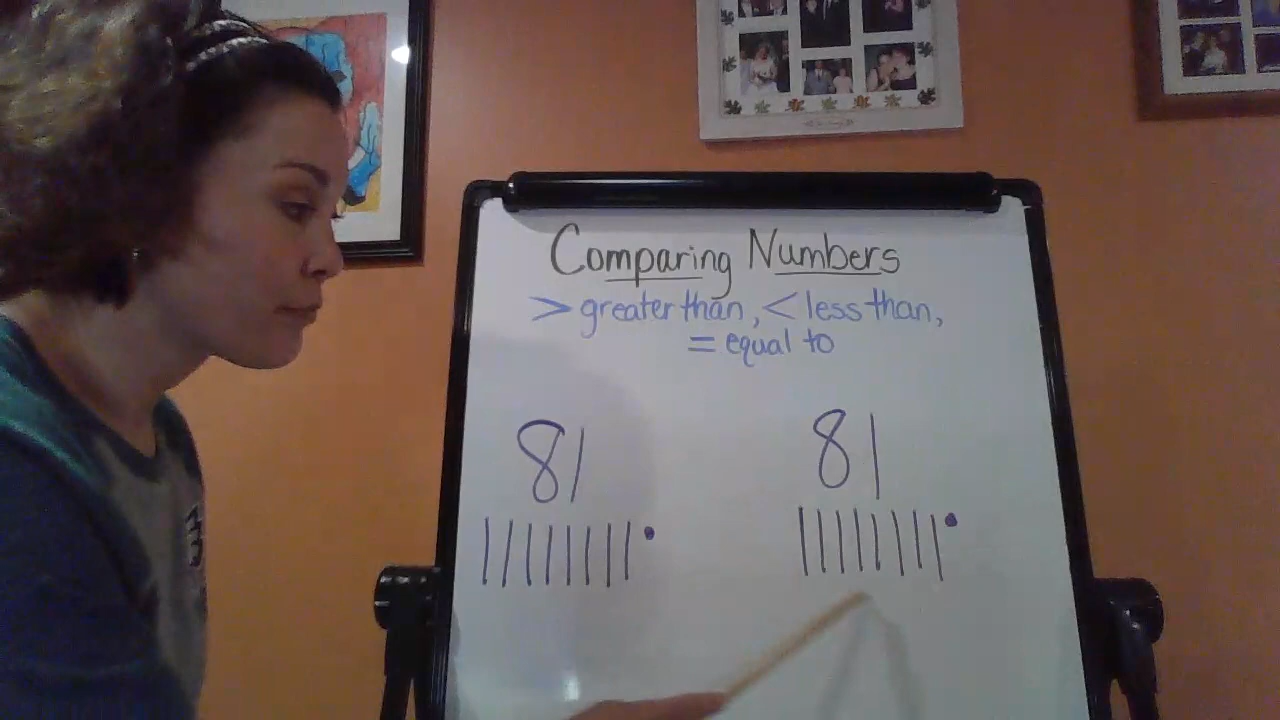 Comparing Numbers
> greater than, < less than,
= equal to
81 81